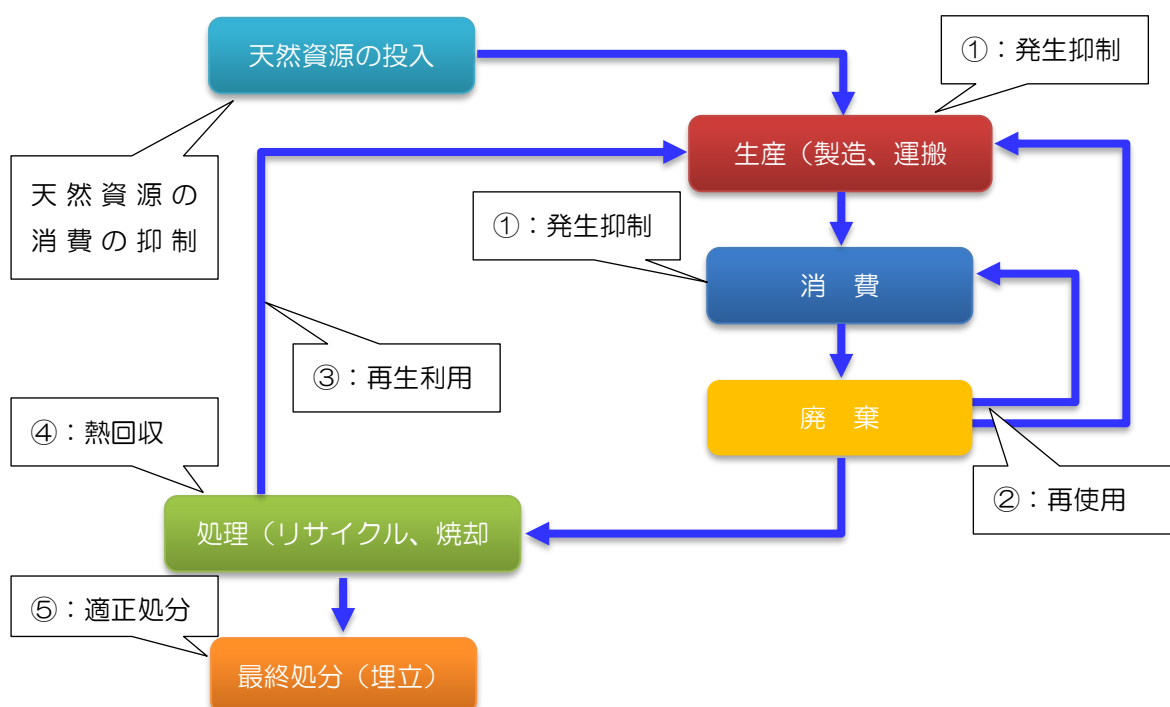 天然資源の投入
①：発生抑制
生産（製造、運搬
天然資源の
消費の抑制
①：発生抑制
消　費
③：再生利用
廃　棄
④：熱回収
②：再使用
処理（リサイクル、焼却
⑤：適正処分
最終処分（埋立）